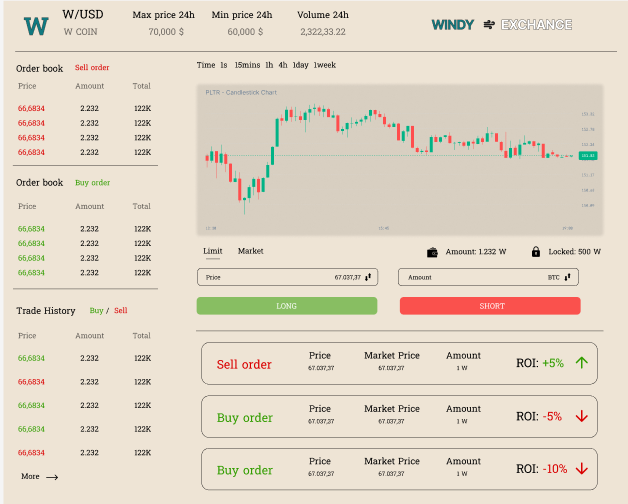 W W/USD Max price 24h Min price 24h Volume 24h
W COIN 70,000 $ 60,000 $ 2,322,33.22
WINDY EXCHANGE
Order book Sell order
Price Amount Total
66,6834 2.232 122K
66,6834 2.232 122K
66,6834 2.232 122K
66,6834 2.232 122K
Order book Buy order
Price Amount Total
66,6834 2.232 122K
66,6834 2.232 122K
66,6834 2.232 122K
66,6834 2.232 122K
Trade History Buy / Sell
Price Amount Total
66,6834 2.232 122K
66,6834 2.232 122K
66,6834 2.232 122K
66,6834 2.232 122K
66,6834 2.232 122K
More
Time 1s 15mins 1h 4h 1day 1week
PLTR - Candlestick Chart
Limit Market Amount: 1.232 W Locked: 500 W
Price 67.037,37 Amount BTC
LONG SHORT
Sell order Price Market Price Amount ROI: +5%
67.037,37 67.037,37 1 W
Buy order Price Market Price Amount ROI: -5%
67.037,37 67.037,37 1 W
Buy order Price Market Price Amount ROI: -10%
67.037,37 67.037,37 1 W